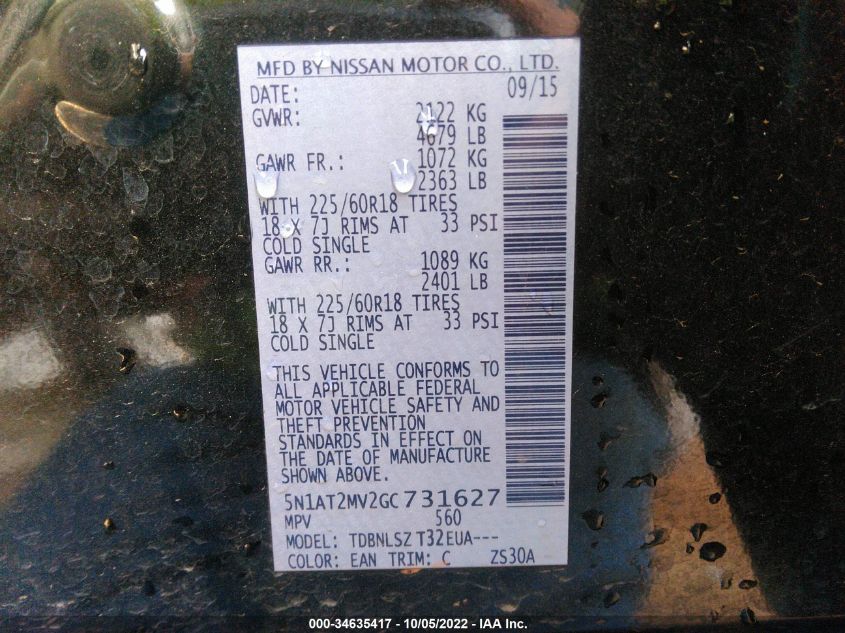 MFD BY NISSAN MOTOR CO., LTD.
DATE: 09/15
GVWR: 2122 KG
4679 LB
GAWR FR.: 1072 KG
2363 LB
WITH 225/60R18 TIRES
18 X 7J RIMS AT 33 PSI
COLD SINGLE
GAWR RR.: 1089 KG
2401 LB
WITH 225/60R18 TIRES
18 X 7J RIMS AT 33 PSI
COLD SINGLE
THIS VEHICLE CONFORMS TO
ALL APPLICABLE FEDERAL
MOTOR VEHICLE SAFETY AND
THEFT PREVENTION
STANDARDS IN EFFECT ON
THE DATE OF MANUFACTURE
SHOWN ABOVE.
5N1AT2MV2GC731627
MPV 560
MODEL: TDBNLSZ T32EUA---
COLOR: EAN TRIM: C ZS30A
000-34635417 - 10/05/2022 - IAA Inc.